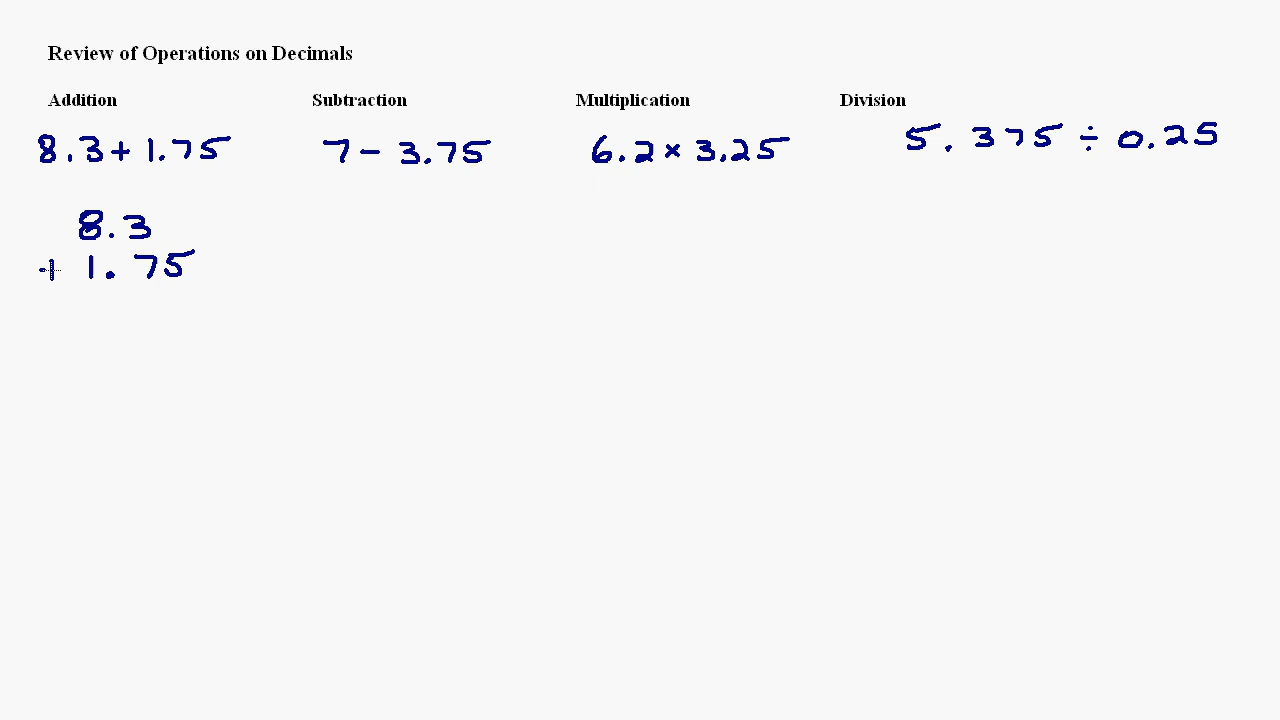 Review of Operations on Decimals
Addition Subtraction Multiplication Division
8.3 + 1.75 7 - 3.75 6.2 × 3.25 5.375 ÷ 0.25
8.3
+ 1.75